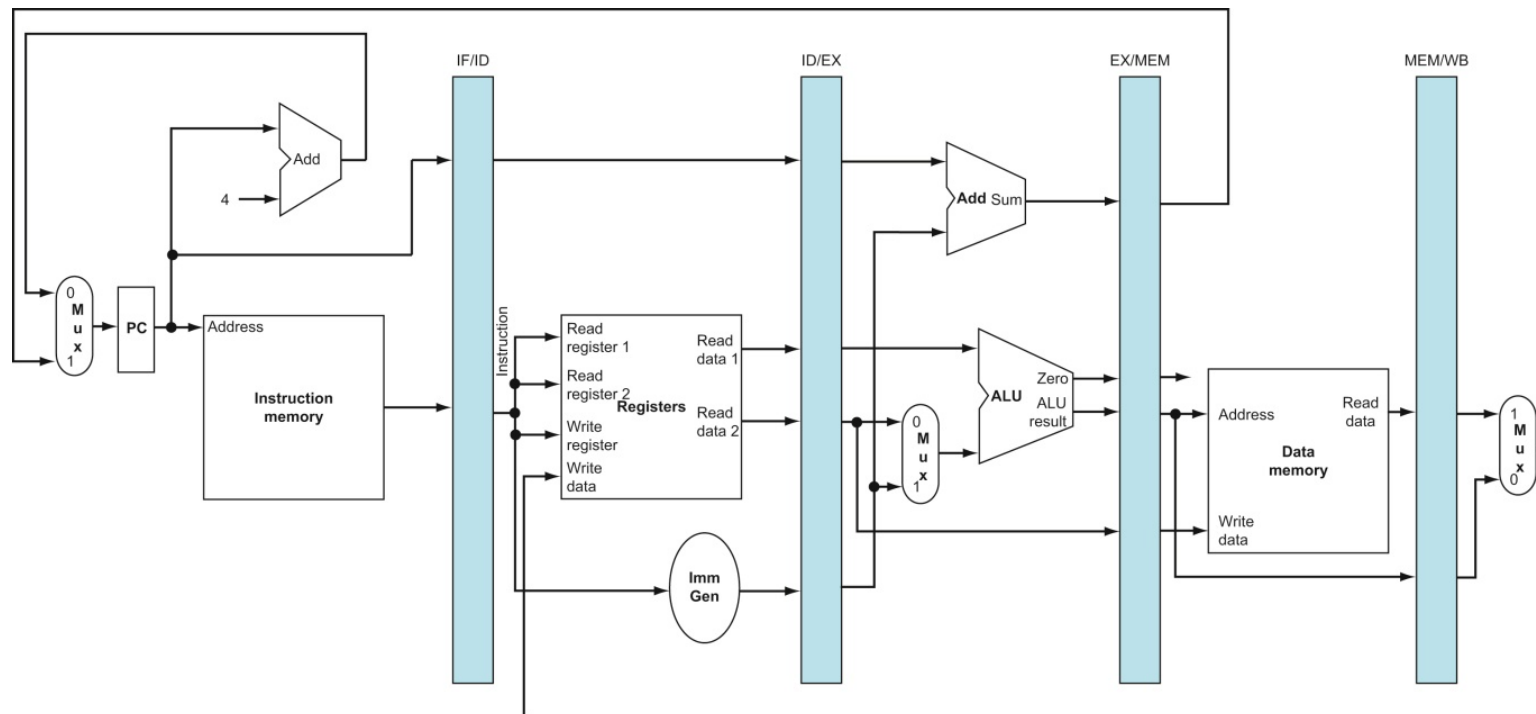 IF/ID
ID/EX
EX/MEM
MEM/WB
Add
4
Add Sum
0
M
u
x
1
PC
Address
Instruction
memory
Instruction
Read
register 1
Read
register 2
Write
register
Write
data
Registers
Read
data 1
Read
data 2
Imm
Gen
0
M
u
x
1
ALU
Zero
ALU
result
Address
Read
data
Data
memory
Write
data
1
M
u
x
0